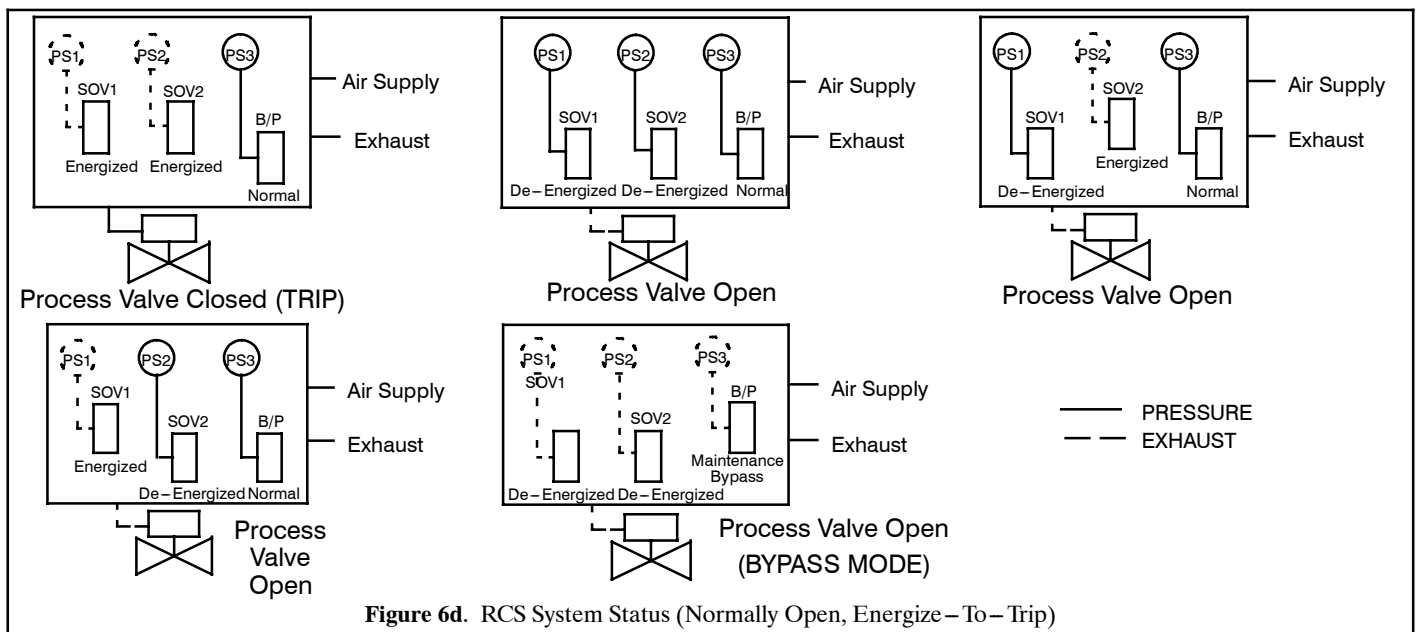 PS1 PS2 PS3
SOV1 SOV2 B/P
Energized Energized Normal
Air Supply
Exhaust
Process Valve Closed (TRIP)
PS1 PS2 PS3
SOV1 SOV2 B/P
De-Energized De-Energized Normal
Air Supply
Exhaust
Process Valve Open
PS1 PS2 PS3
SOV1 SOV2 B/P
De-Energized Energized Normal
Air Supply
Exhaust
Process Valve Open
PS1 PS2 PS3
SOV1 SOV2 B/P
Energized De-Energized Normal
Air Supply
Exhaust
Process
Valve
Open
PS1 PS2 PS3
SOV1 SOV2 B/P
De-Energized De-Energized
Maintenance
Bypass
Air Supply
Exhaust
Process Valve Open
(BYPASS MODE)
PRESSURE
EXHAUST
Figure 6d. RCS System Status (Normally Open, Energize-To-Trip)